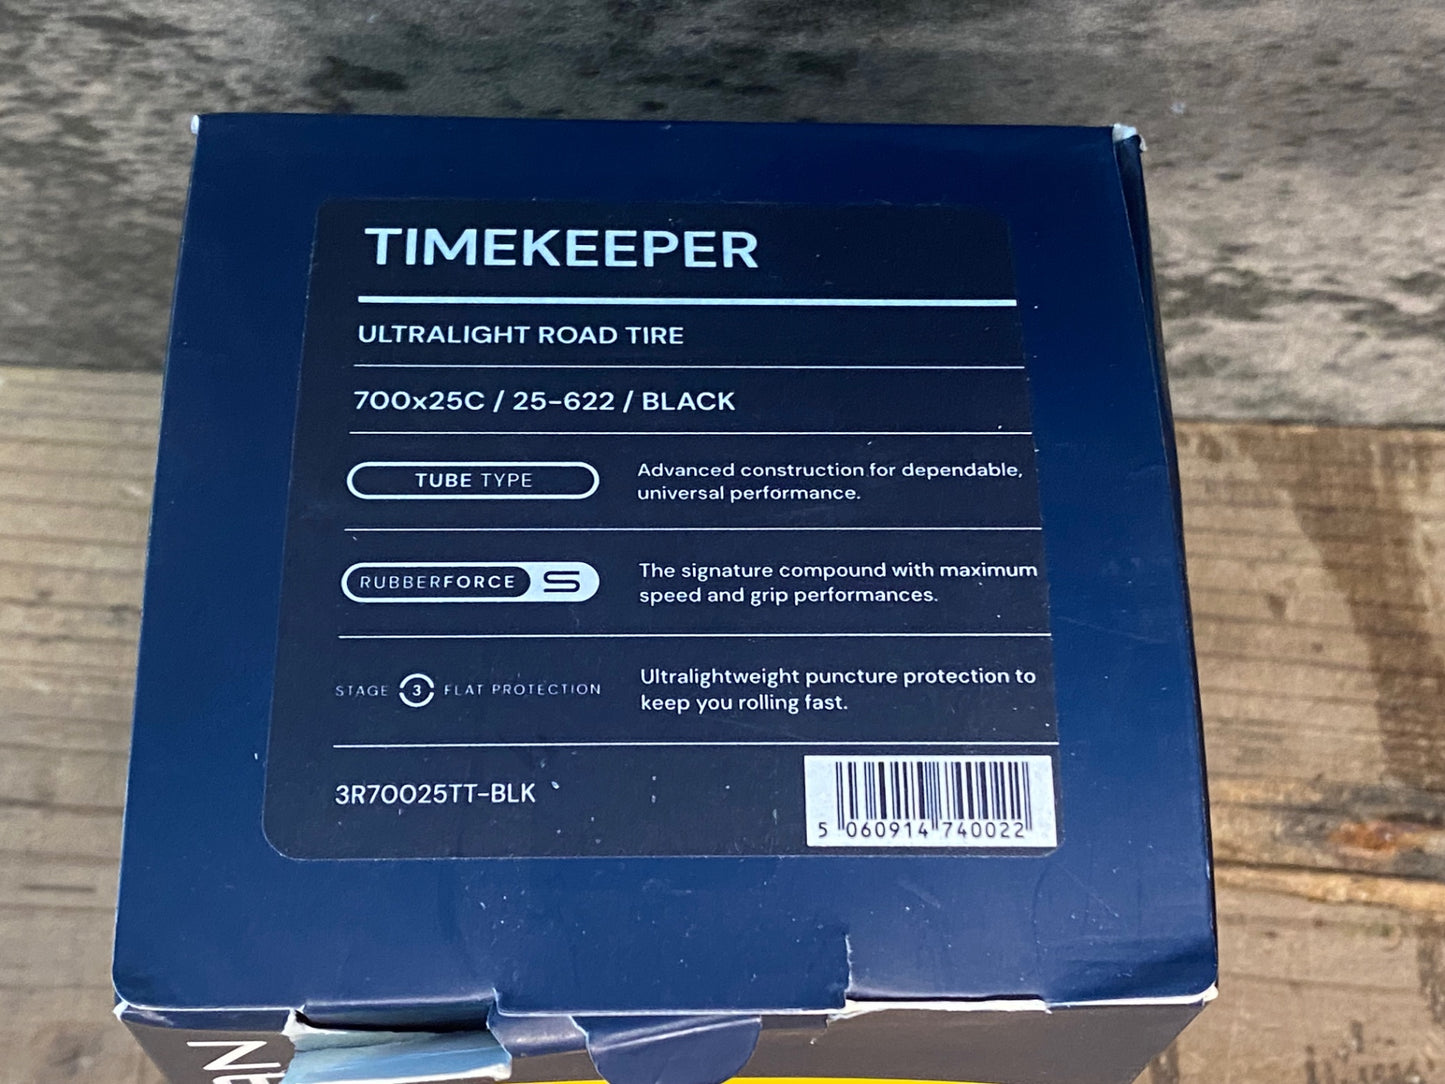 TIMEKEEPER
ULTRALIGHT ROAD TIRE
700x25C / 25-622 / BLACK
TUBE TYPE
Advanced construction for dependable,
universal performance.
RUBBERFORCE S
The signature compound with maximum
speed and grip performances.
STAGE 3 FLAT PROTECTION
Ultralightweight puncture protection to
keep you rolling fast.
3R70025TT-BLK
5 060914 740022